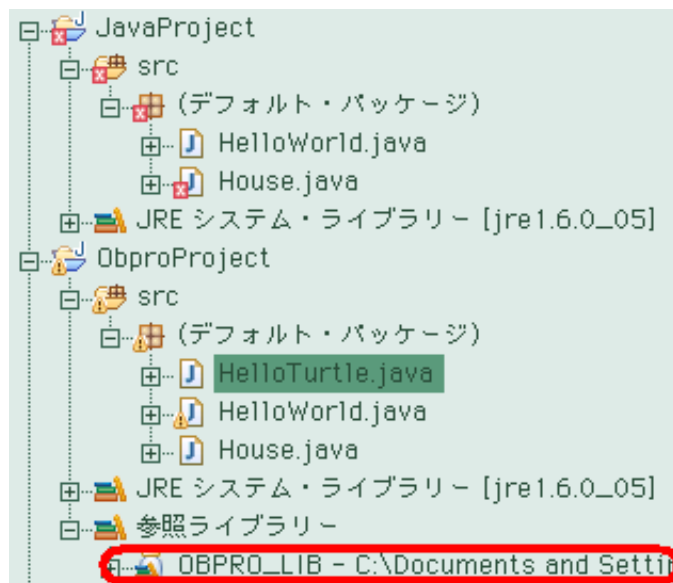 JavaProject
src
(デフォルト・パッケージ)
HelloWorld.java
House.java
JRE システム・ライブラリー [jre1.6.0_05]
ObproProject
src
(デフォルト・パッケージ)
HelloTurtle.java
HelloWorld.java
House.java
JRE システム・ライブラリー [jre1.6.0_05]
参照ライブラリー
OBPRO_LIB - C:\Documents and Settin